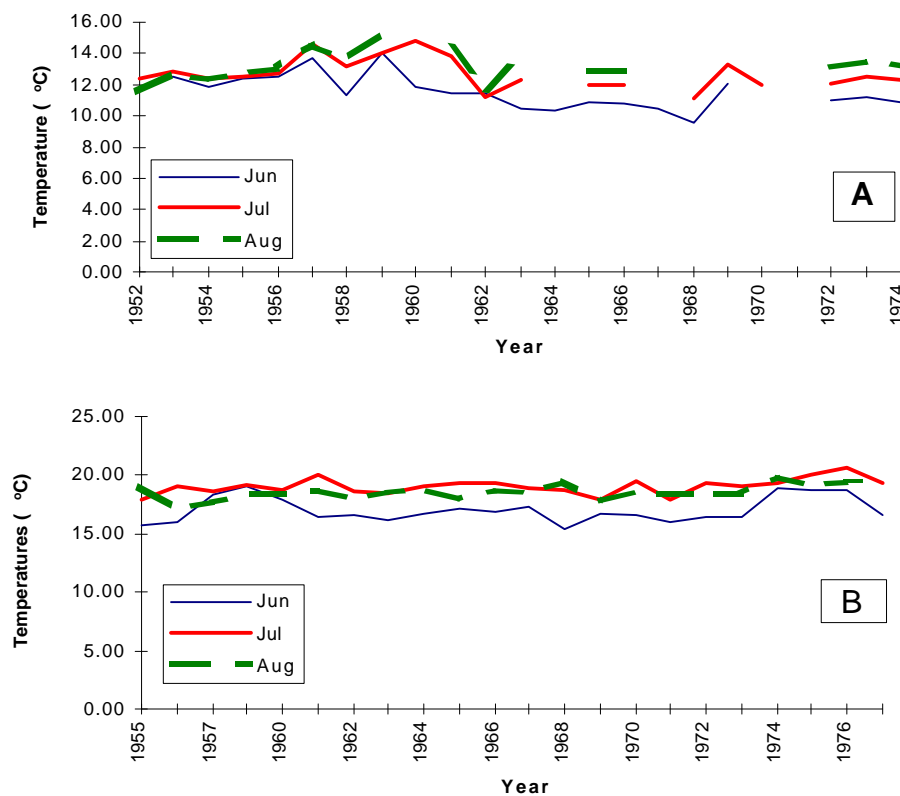 16.00
14.00
12.00
10.00
8.00
6.00
4.00
2.00
0.00
Temperature ( ºC)
Jun
Jul
Aug
A
1952 1954 1956 1958 1960 1962 1964 1966 1968 1970 1972 1974
Year
25.00
20.00
15.00
10.00
5.00
0.00
Temperatures ( ºC)
Jun
Jul
Aug
B
1955 1957 1960 1962 1964 1966 1968 1970 1972 1974 1976
Year